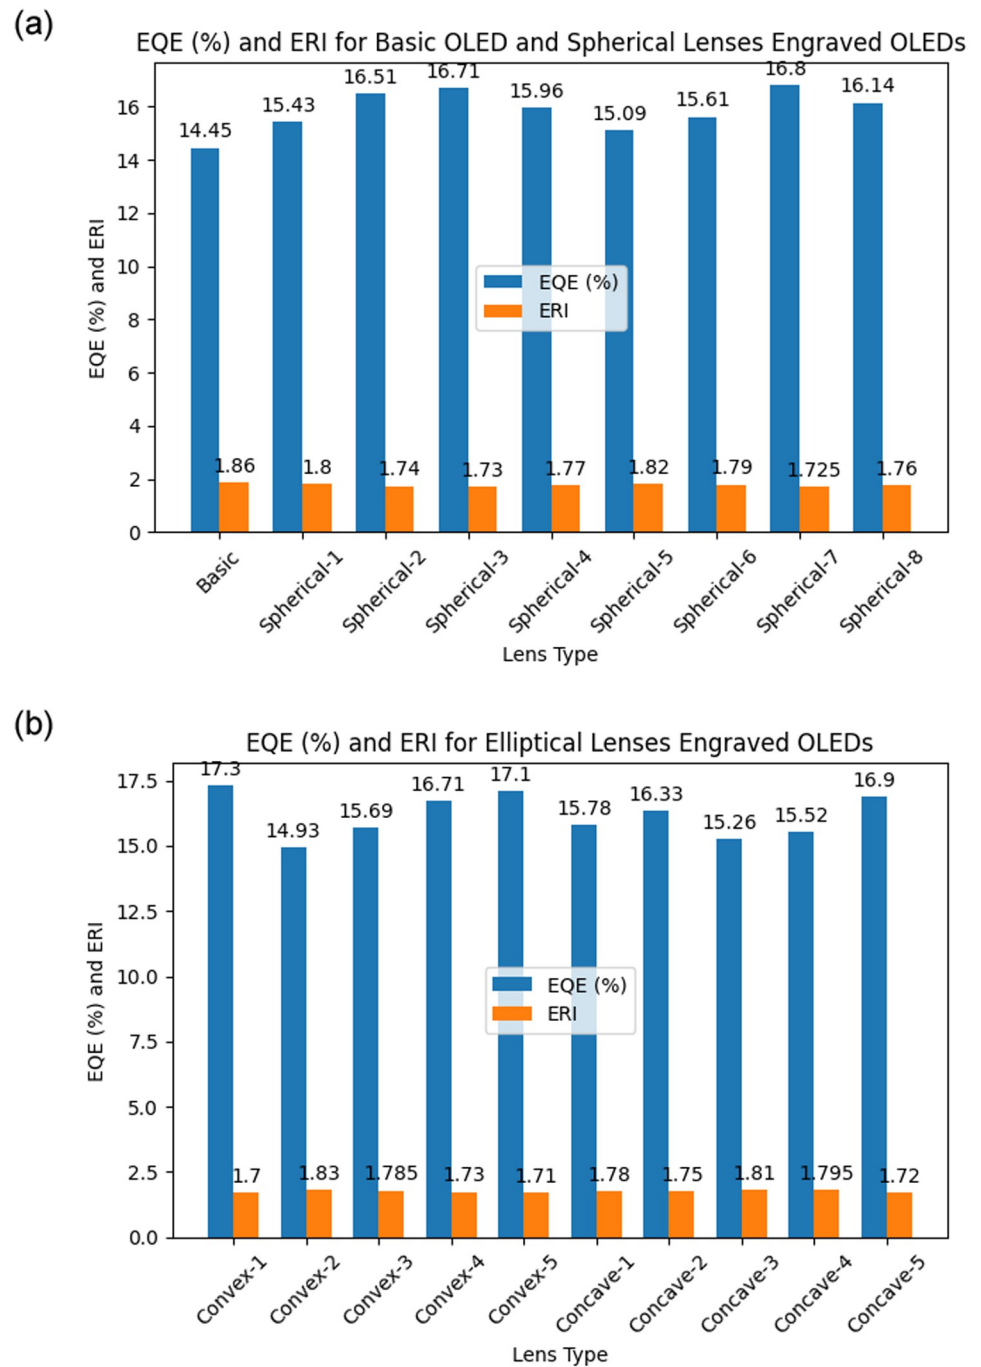 (a)
EQE (%) and ERI for Basic OLED and Spherical Lenses Engraved OLEDs
EQE (%) and ERI
16
14
12
10
8
6
4
2
0
14.45
15.43
16.51
16.71
15.96
15.09
15.61
16.8
16.14
EQE (%)
ERI
1.86
1.8
1.74
1.73
1.77
1.82
1.79
1.725
1.76
Basic
Spherical-1
Spherical-2
Spherical-3
Spherical-4
Spherical-5
Spherical-6
Spherical-7
Spherical-8
Lens Type
(b)
EQE (%) and ERI for Elliptical Lenses Engraved OLEDs
EQE (%) and ERI
17.5
15.0
12.5
10.0
7.5
5.0
2.5
0.0
17.3
14.93
15.69
16.71
17.1
15.78
16.33
15.26
15.52
16.9
EQE (%)
ERI
1.7
1.83
1.785
1.73
1.71
1.78
1.75
1.81
1.795
1.72
Convex-1
Convex-2
Convex-3
Convex-4
Convex-5
Concave-1
Concave-2
Concave-3
Concave-4
Concave-5
Lens Type